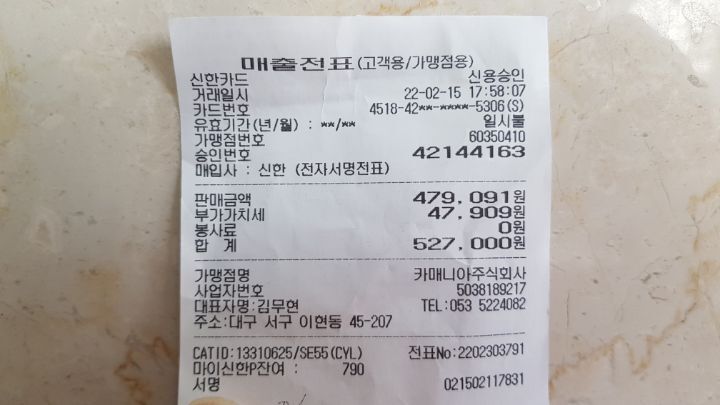 매출전표(고객용/가맹점용)
신한카드 신용승인
거래일시 22-02-15 17:58:07
카드번호 4518-42**-****-5306(S)
유효기간(년/월) : **/** 일시불
가맹점번호 60350410
승인번호 42144163
매입사 : 신한 (전자서명전표)
판매금액 479,091원
부가가치세 47,909원
봉사료 0원
합 계 527,000원
가맹점명 카매니아주식회사
사업자번호 5038189217
대표자명:김무현 TEL:053 5224082
주소:대구 서구 이현동 45-207
CATID:13310625/SE55(CYL) 전표No:2202303791
마이신한P잔여 : 790
서명 021502117831